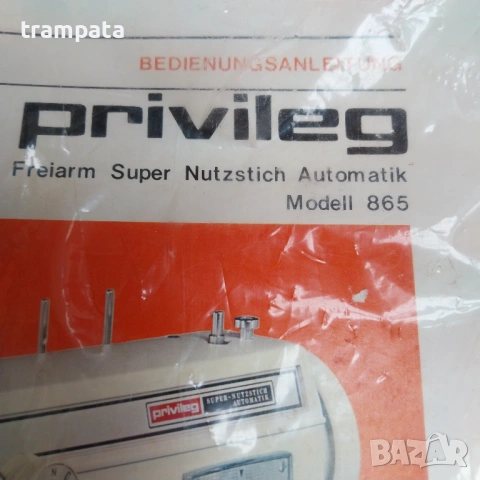 trampata
BEDIENUNGSANLEITUNG
privileg
Freiarm Super Nutzstich Automatik
Modell 865
privileg
SUPER-NUTZSTICH
AUTOMATIK
BAZAR